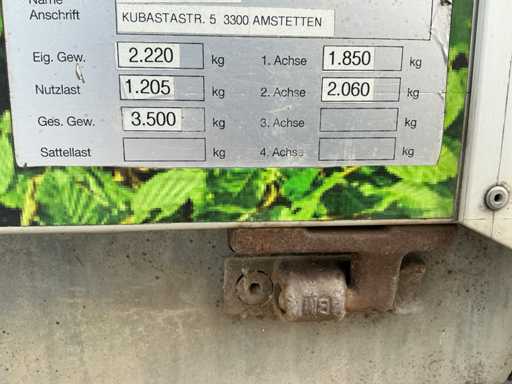 Name
Anschrift KUBASTASTR. 5 3300 AMSTETTEN
Eig. Gew. 2.220 kg 1. Achse 1.850 kg
Nutzlast 1.205 kg 2. Achse 2.060 kg
Ges. Gew. 3.500 kg 3. Achse kg
Sattellast kg 4. Achse kg